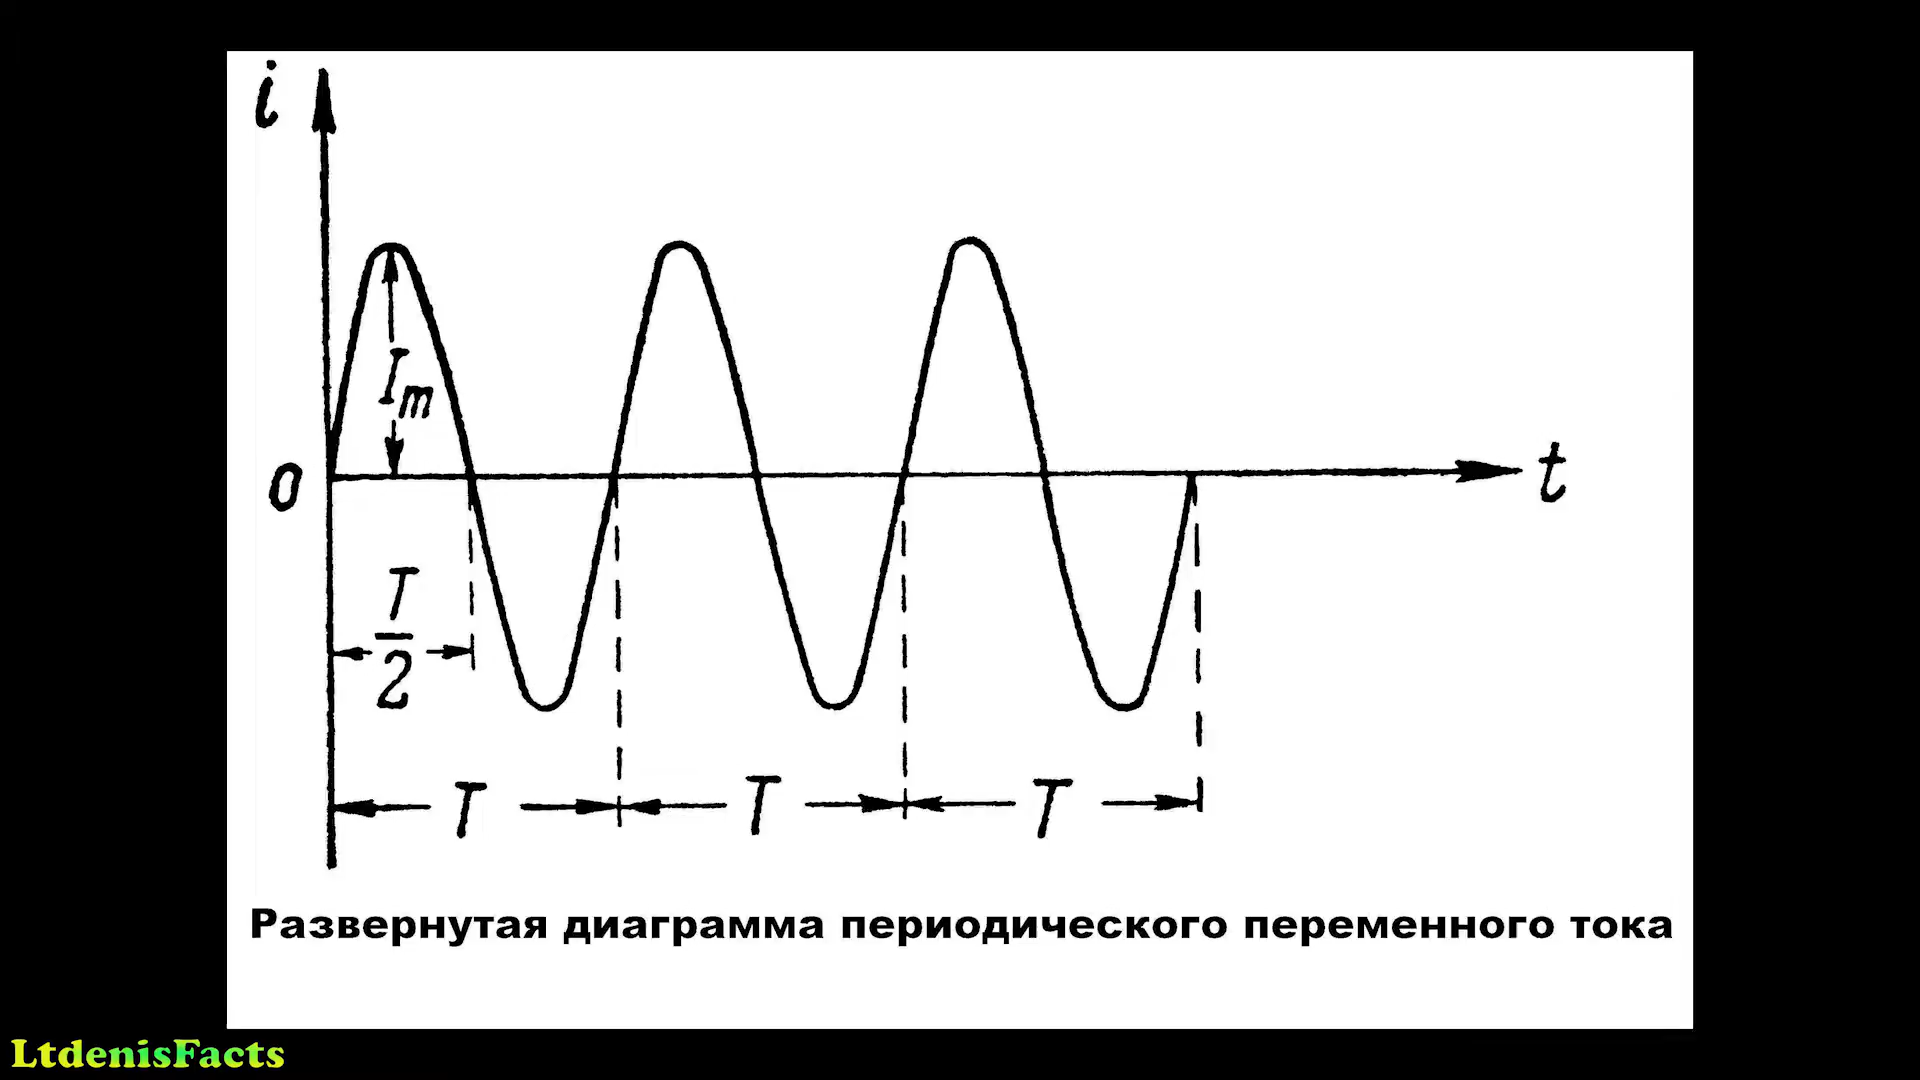 i
I_m
0
t
T
2
T T T
Развернутая диаграмма периодического переменного тока
LtdenisFacts